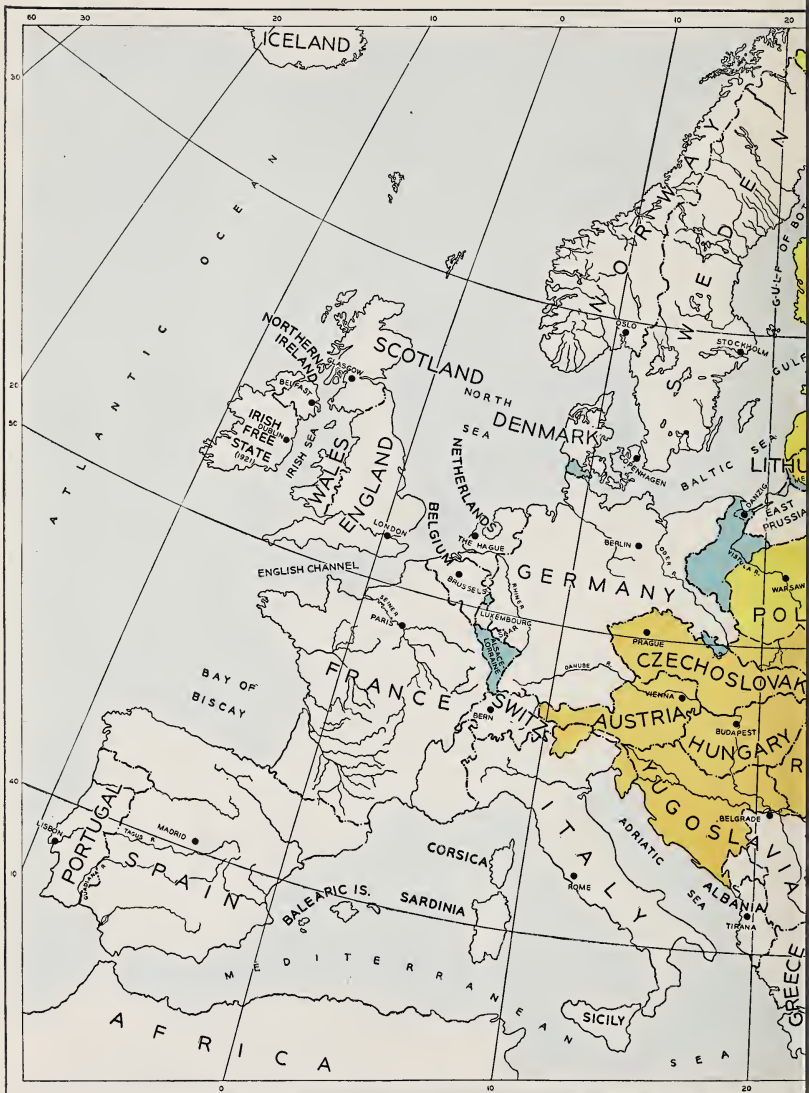 60
30
20
10
0
10
20
30
20
50
40
10
0
10
20
ICELAND
ATLANTIC OCEAN
NORWAY
SWEDEN
GULF OF BOT
OSLO
STOCKHOLM
GULF
NORTHERN
IRELAND
SCOTLAND
GLASGOW
BELFAST
NORTH
SEA
DENMARK
IRISH
DUBLIN
FREE
STATE
(1921)
IRISH SEA
WALES
ENGLAND
LONDON
NETHERLANDS
THE HAGUE
BELGIUM
BRUSSELS
COPENHAGEN
BALTIC SEA
LITHU
ME
DANZIG
EAST
PRUSSIA
VISTULA R.
WARSAW
POL
BERLIN
ODER R.
GERMANY
ENGLISH CHANNEL
SEINE R.
PARIS
LUXEMBOURG
RHINE R.
SAAR
ALSACE
LORRAINE
PRAGUE
CZECHOSLOVAK
DANUBE R.
BAY OF
BISCAY
FRANCE
BERN
SWITZ
VIENNA
AUSTRIA
BUDAPEST
HUNGARY
R
YUGOSLAVIA
BELGRADE
PORTUGAL
LISBON
TAGUS R.
MADRID
SPAIN
GUADIANA R.
CORSICA
BALEARIC IS.
SARDINIA
ITALY
ROME
ADRIATIC
SEA
ALBANIA
TIRANA
GREECE
MEDITERRANEAN SEA
SICILY
AFRICA